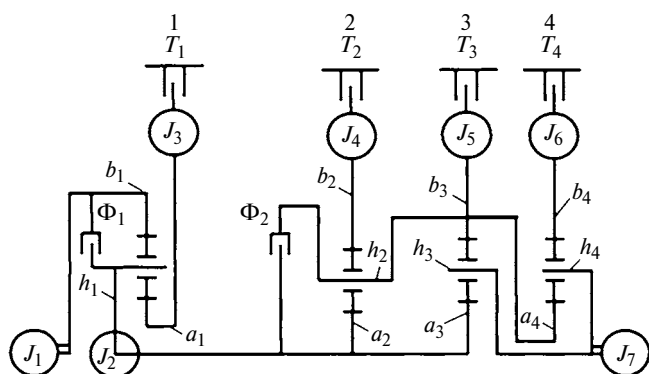 1 2 3 4
T₁ T₂ T₃ T₄
J₃ J₄ J₅ J₆
b₁ b₂ b₃ b₄
Φ₁ Φ₂
h₂ h₃ h₄
h₁
a₁ a₂ a₃ a₄
J₁ J₂ J₇